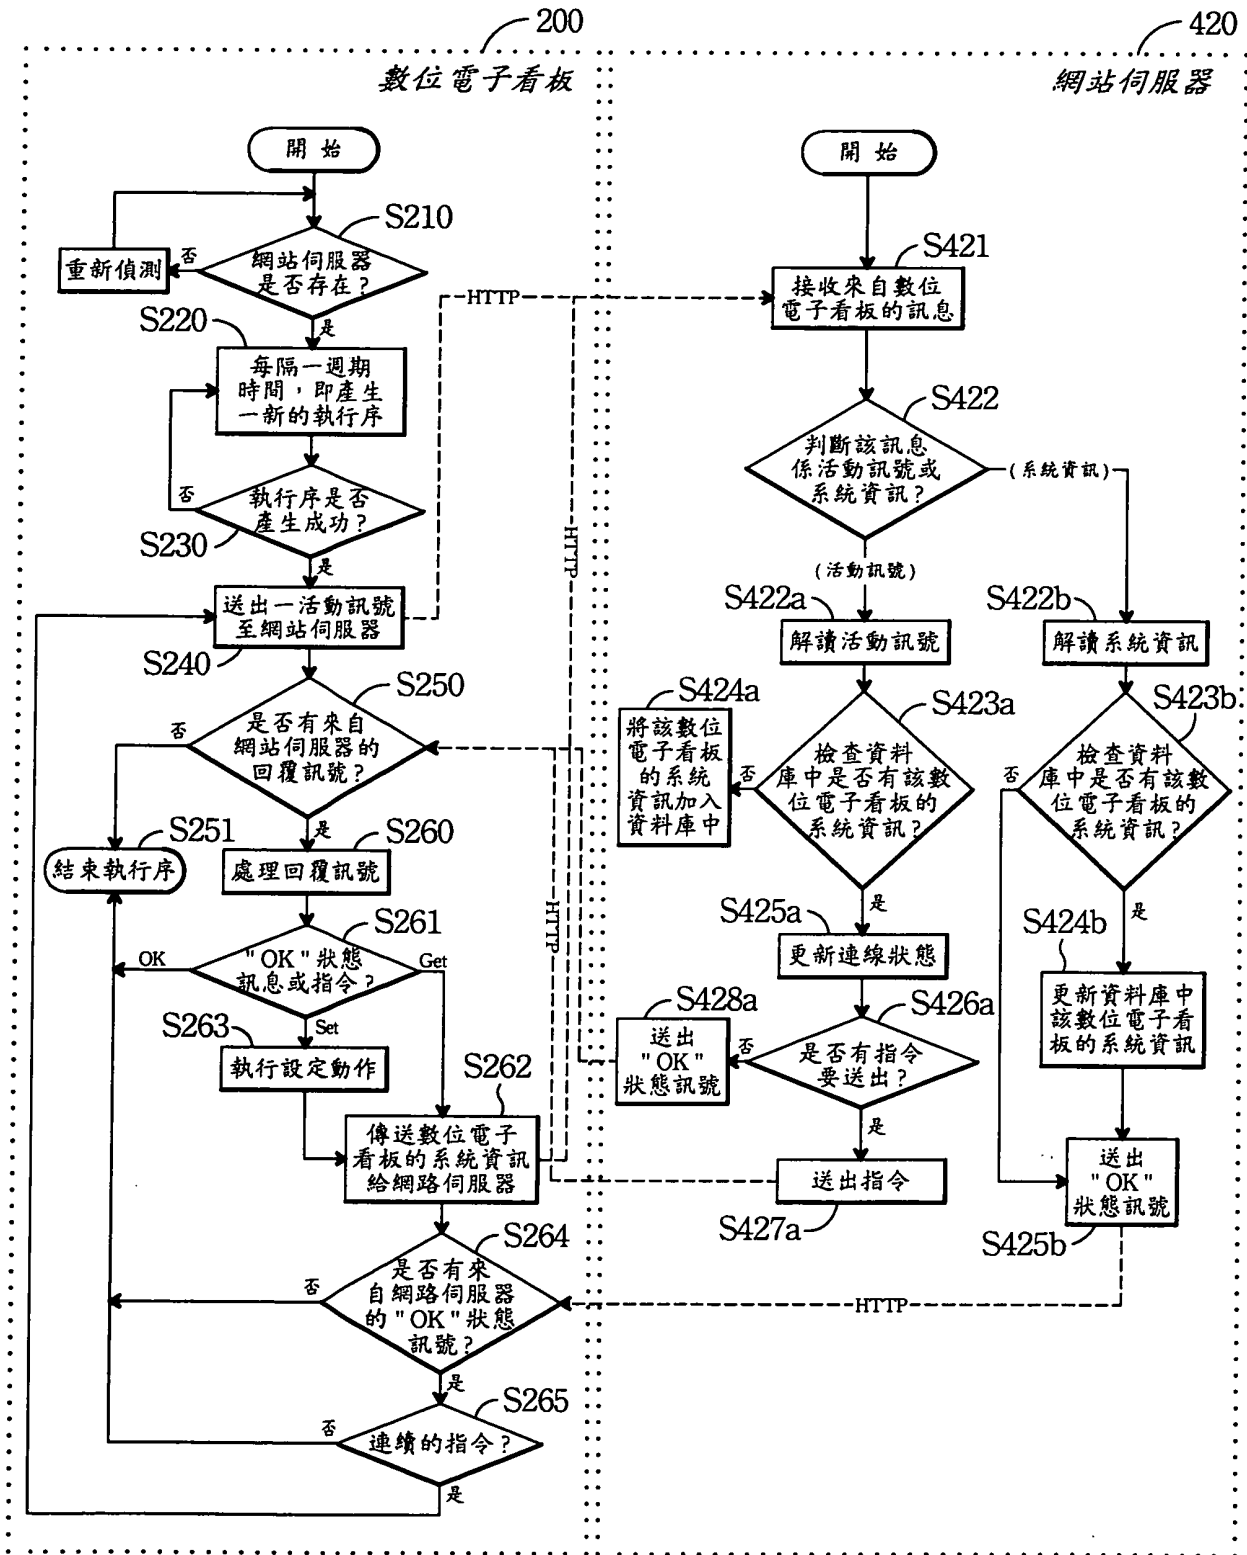 200
數位電子看板
開始
S210
網站伺服器
是否存在?
否
重新偵測
是
S220
每隔一週期
時間,即產生
一新的執行序
S230
執行序是否
產生成功?
否
是
送出一活動訊號
至網站伺服器
S240
HTTP
S250
是否有來自
網站伺服器的
回覆訊號?
否
是
S251
結束執行序
S260
處理回覆訊號
S261
"OK"狀態
訊息或指令?
OK
Get
Set
S263
執行設定動作
S262
傳送數位電子
看板的系統資訊
給網路伺服器
HTTP
HTTP
S264
是否有來
自網路伺服器
的"OK"狀態
訊號?
否
是
S265
連續的指令?
否
是
420
網站伺服器
開始
S421
接收來自數位
電子看板的訊息
S422
判斷該訊息
係活動訊號或
系統資訊?
(系統資訊)
(活動訊號)
S422a
解讀活動訊號
S422b
解讀系統資訊
S423a
檢查資料
庫中是否有該數
位電子看板的
系統資訊?
否
是
S424a
將該數位
電子看板
的系統
資訊加入
資料庫中
S423b
檢查資料
庫中是否有該數
位電子看板的
系統資訊?
否
是
S425a
更新連線狀態
S426a
是否有指令
要送出?
否
是
S428a
送出
"OK"
狀態訊號
送出指令
S427a
S424b
更新資料庫中
該數位電子看
板的系統資訊
送出
"OK"
狀態訊號
S425b
HTTP